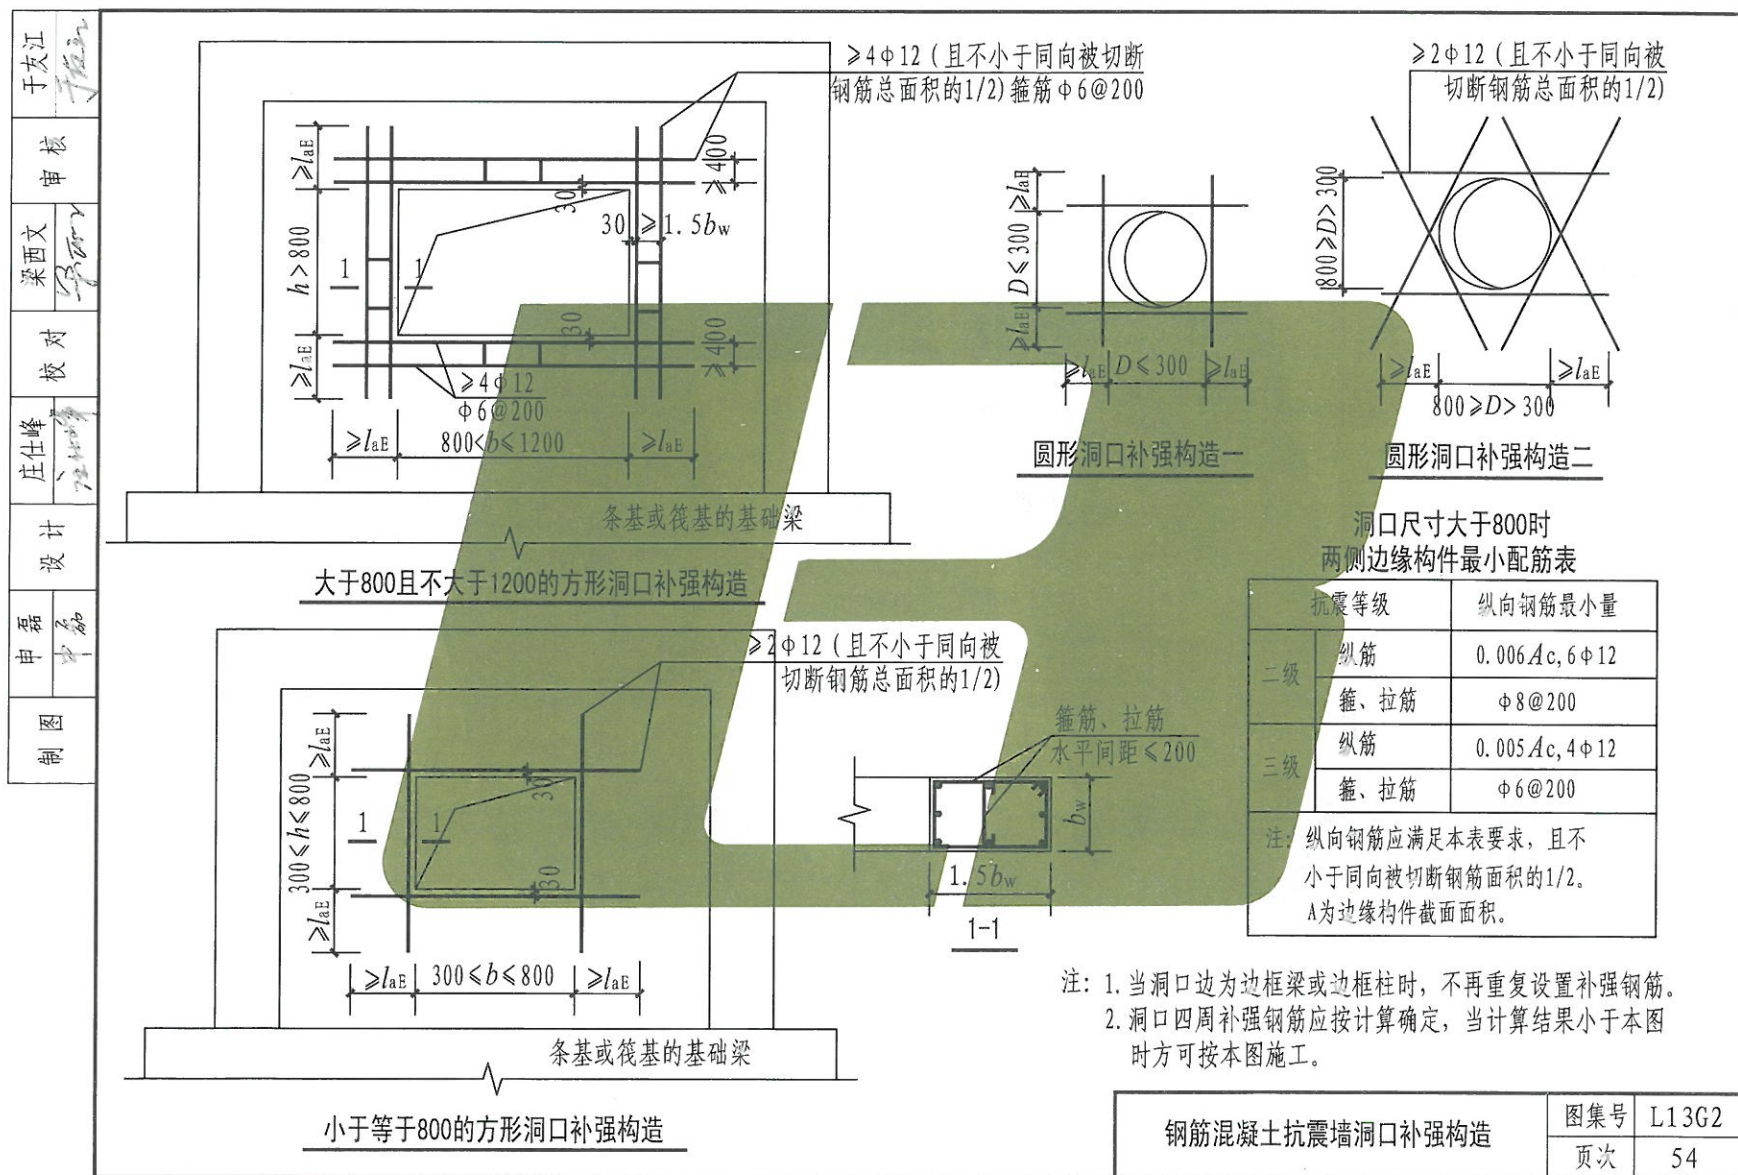 于友江
审核
梁西文
校对
庄仕峰
设计
申磊
制图
≥4φ12(且不小于同向被切断
钢筋总面积的1/2)箍筋φ6@200
≥laE
h>800
≥laE
≥400
30
30
≥1.5bw
1
1
30
≥400
≥4φ12
φ6@200
≥laE
800<b≤1200
≥laE
条基或筏基的基础梁
大于800且不大于1200的方形洞口补强构造
≥laE
D≤300
≥laE
≥laE
D≤300
≥laE
圆形洞口补强构造一
≥2φ12(且不小于同向被
切断钢筋总面积的1/2)
800≥D>300
≥laE
≥laE
800≥D>300
圆形洞口补强构造二
≥2φ12(且不小于同向被
切断钢筋总面积的1/2)
≥laE
300≤h≤800
≥laE
30
1
1
30
≥laE
300≤b≤800
≥laE
条基或筏基的基础梁
小于等于800的方形洞口补强构造
箍筋、拉筋
水平间距≤200
bw
1.5bw
1-1
洞口尺寸大于800时
两侧边缘构件最小配筋表
抗震等级 纵向钢筋最小量
二级 纵筋 0.006Ac,6φ12
箍、拉筋 φ8@200
三级 纵筋 0.005Ac,4φ12
箍、拉筋 φ6@200
注:纵向钢筋应满足本表要求,且不
小于同向被切断钢筋面积的1/2。
A为边缘构件截面面积。
注:1.当洞口边为边框梁或边框柱时,不再重复设置补强钢筋。
2.洞口四周补强钢筋应按计算确定,当计算结果小于本图
时方可按本图施工。
钢筋混凝土抗震墙洞口补强构造
图集号 L13G2
页次 54